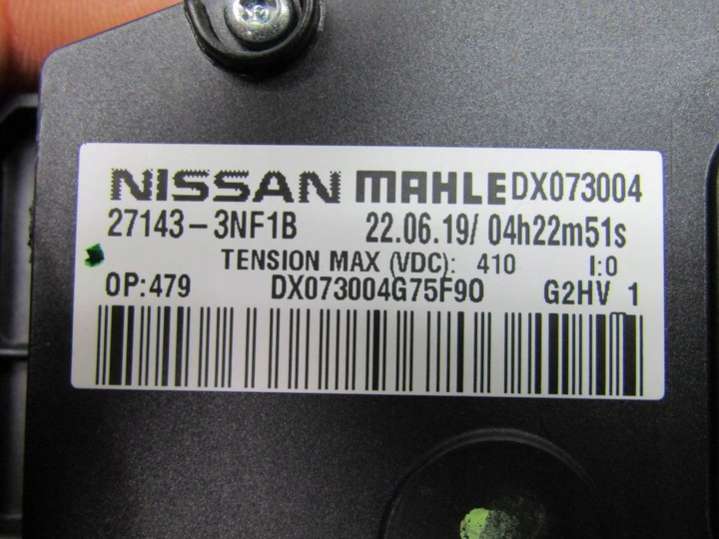 NISSAN MAHLE DX073004
27143-3NF1B 22.06.19/ 04h22m51s
TENSION MAX (VDC): 410 I:0
OP:479 DX073004G75F90 G2HV 1